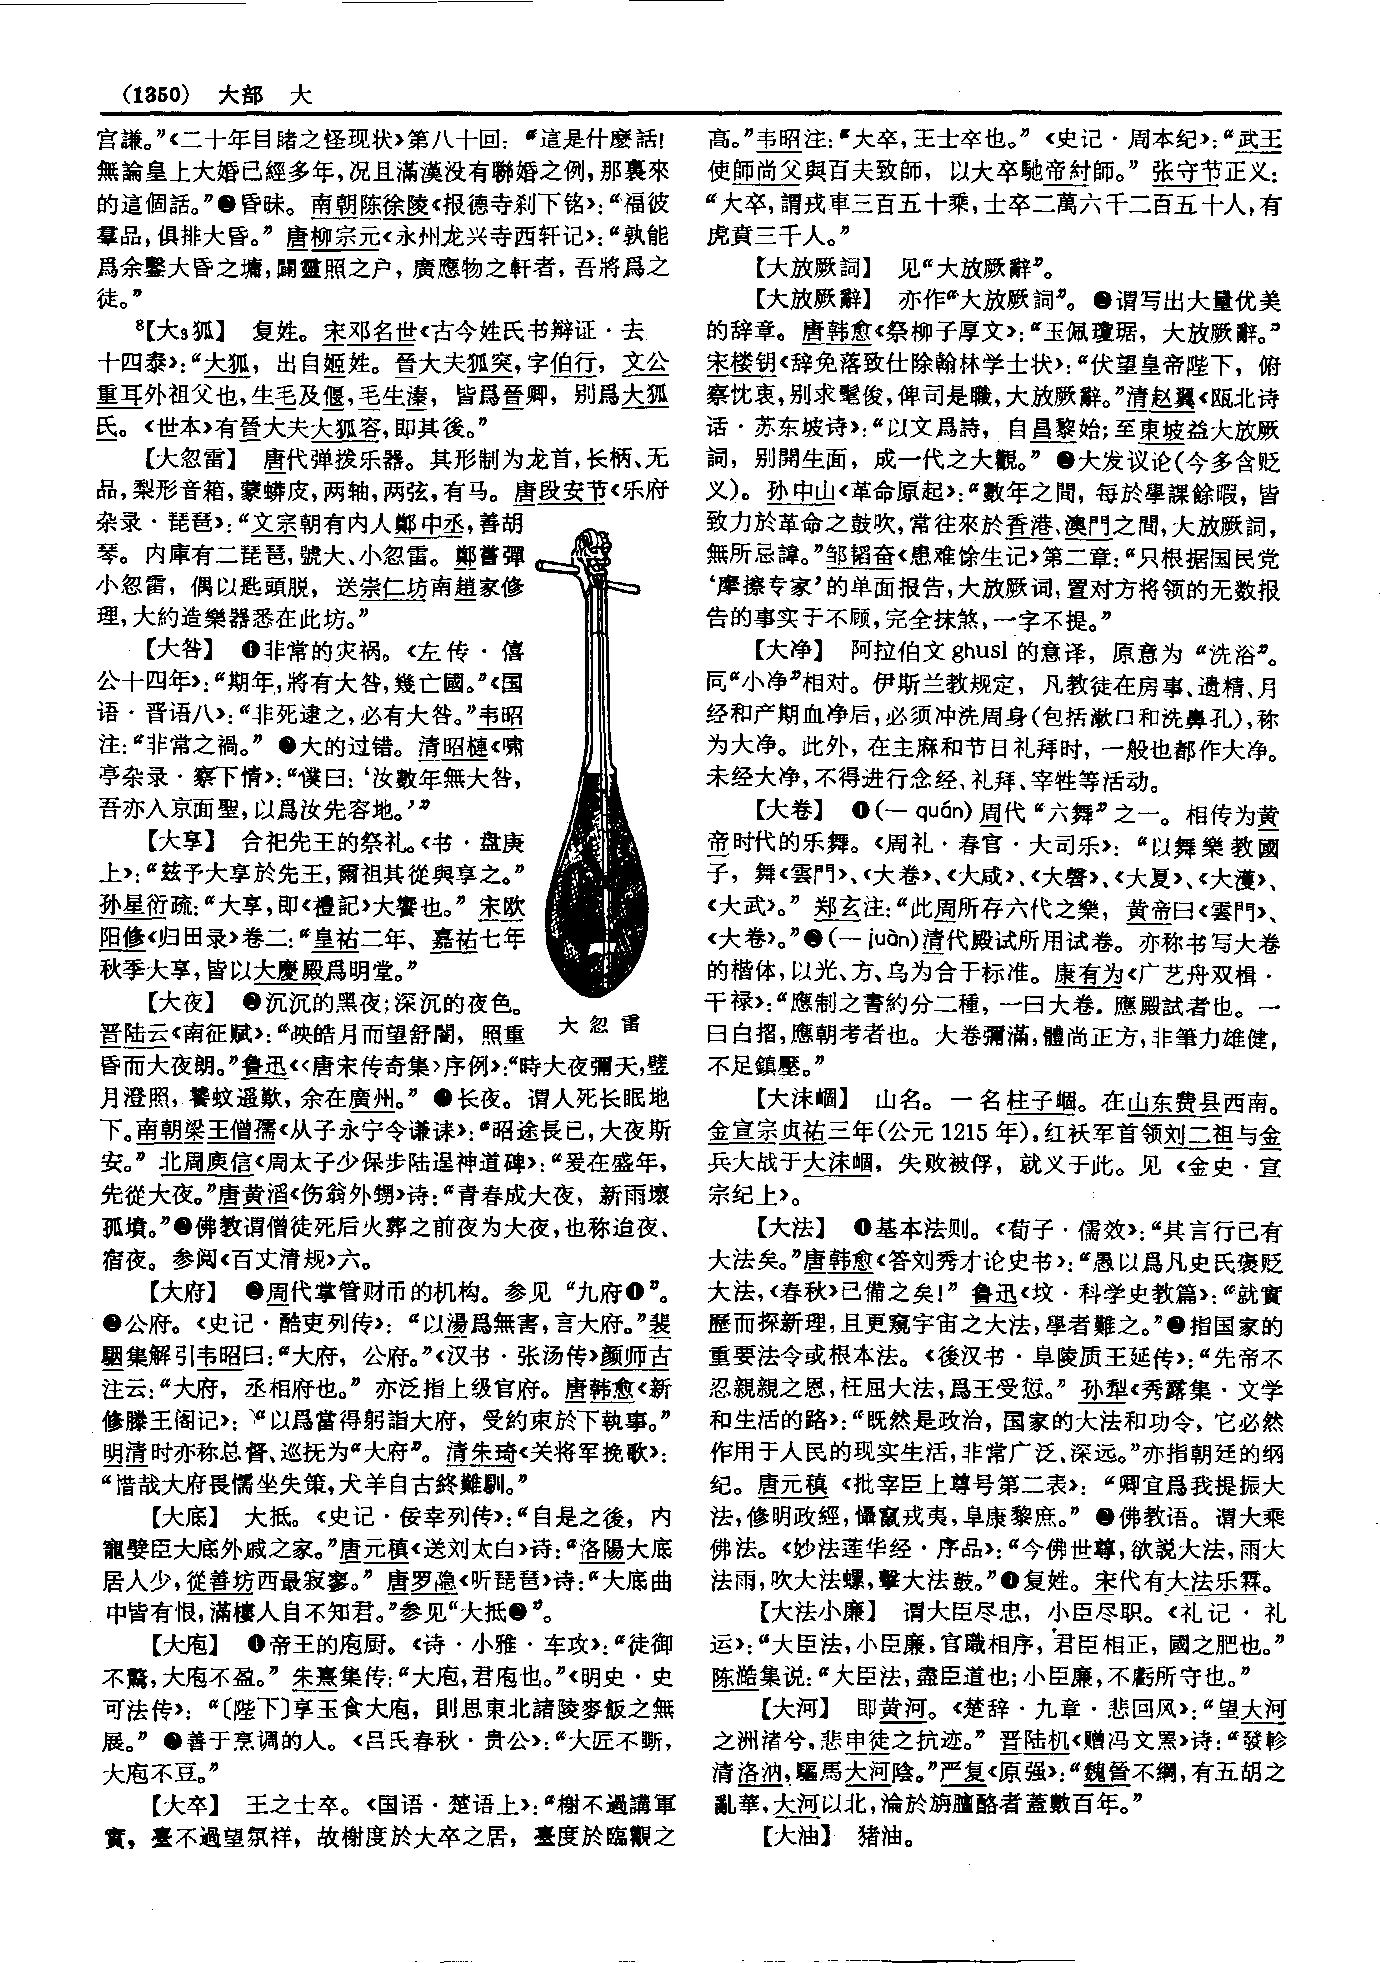 (1350) 大部 大
宫謙。”《二十年目睹之怪现状》第八十回：“這是什麽話！
無論皇上大婚已經多年，况且滿漢没有聯婚之例，那裏來
的這個話。”❷昏昧。南朝陈徐陵《报德寺刹下铭》：“福彼
羣品，俱排大昏。”唐柳宗元《永州龙兴寺西轩记》：“孰能
爲余鑿大昏之墉，闢靈照之户，廣應物之軒者，吾將爲之
徒。”
⁸【大₃狐】 复姓。宋邓名世《古今姓氏书辩证·去
十四泰》：“大狐，出自姬姓。晉大夫狐突，字伯行，文公
重耳外祖父也，生毛及偃，毛生溱，皆爲晉卿，别爲大狐
氏。《世本》有晉大夫大狐容，即其後。”
【大忽雷】 唐代弹拨乐器。其形制为龙首，长柄、无
品，梨形音箱，蒙蟒皮，两轴，两弦，有马。唐段安节《乐府
杂录·琵琶》：“文宗朝有内人鄭中丞，善胡
琴。内庫有二琵琶，號大、小忽雷。鄭嘗彈
小忽雷，偶以匙頭脱，送崇仁坊南趙家修
理，大約造樂器悉在此坊。”
【大咎】 ❶非常的灾祸。《左传·僖
公十四年》：“期年，將有大咎，幾亡國。”《国
语·晋语八》：“非死逮之，必有大咎。”韦昭
注：“非常之禍。”❷大的过错。清昭槤《啸
亭杂录·察下情》：“僕曰：‘汝數年無大咎，
吾亦入京面聖，以爲汝先容地。’”
【大享】 合祀先王的祭礼。《书·盘庚
上》：“兹予大享於先王，爾祖其從與享之。”
孙星衍疏：“大享，即《禮記》大饗也。”宋欧
阳修《归田录》卷二：“皇祐二年、嘉祐七年
秋季大享，皆以大慶殿爲明堂。”
【大夜】 ❶沉沉的黑夜；深沉的夜色。
晋陆云《南征赋》：“映皓月而望舒闇，照重
大忽雷
昏而大夜朗。”鲁迅《〈唐宋传奇集〉序例》：“時大夜彌天，璧
月澄照，饕蚊遥歎，余在廣州。”❷长夜。谓人死长眠地
下。南朝梁王僧孺《从子永宁令谦诔》：“昭途長已，大夜斯
安。”北周庾信《周太子少保步陆逞神道碑》：“爰在盛年，
先從大夜。”唐黄滔《伤翁外甥》诗：“青春成大夜，新雨壞
孤墳。”❸佛教谓僧徒死后火葬之前夜为大夜，也称迨夜、
宿夜。参阅《百丈清规》六。
【大府】 ❶周代掌管财币的机构。参见“九府❶”。
❷公府。《史记·酷吏列传》：“以湯爲無害，言大府。”裴
駰集解引韦昭曰：“大府，公府。”《汉书·张汤传》颜师古
注云：“大府，丞相府也。”亦泛指上级官府。唐韩愈《新
修滕王阁记》：“以爲當得躬詣大府，受約束於下執事。”
明清时亦称总督、巡抚为“大府”。清朱琦《关将军挽歌》：
“惜哉大府畏懦坐失策，犬羊自古終難馴。”
【大底】 大抵。《史记·佞幸列传》：“自是之後，内
寵嬖臣大底外戚之家。”唐元稹《送刘太白》诗：“洛陽大底
居人少，從善坊西最寂寥。”唐罗隐《听琵琶》诗：“大底曲
中皆有恨，滿樓人自不知君。”参见“大抵❷”。
【大庖】 ❶帝王的庖厨。《诗·小雅·车攻》：“徒御
不驚，大庖不盈。”朱熹集传：“大庖，君庖也。”《明史·史
可法传》：“〔陛下〕享玉食大庖，則思東北諸陵麥飯之無
展。”❷善于烹调的人。《吕氏春秋·贵公》：“大匠不斲，
大庖不豆。”
【大卒】 王之士卒。《国语·楚语上》：“榭不過講軍
實，臺不過望氛祥，故榭度於大卒之居，臺度於臨觀之
高。”韦昭注：“大卒，王士卒也。”《史记·周本纪》：“武王
使師尚父與百夫致師，以大卒馳帝紂師。”张守节正义：
“大卒，謂戎車三百五十乘，士卒二萬六千二百五十人，有
虎賁三千人。”
【大放厥詞】 见“大放厥辭”。
【大放厥辭】 亦作“大放厥詞”。❶谓写出大量优美
的辞章。唐韩愈《祭柳子厚文》：“玉佩瓊琚，大放厥辭。”
宋楼钥《辞免落致仕除翰林学士状》：“伏望皇帝陛下，俯
察忱衷，别求髦俊，俾司是職，大放厥辭。”清赵翼《瓯北诗
话·苏东坡诗》：“以文爲詩，自昌黎始；至東坡益大放厥
詞，别開生面，成一代之大觀。”❷大发议论(今多含贬
义)。孙中山《革命原起》：“數年之間，每於學課餘暇，皆
致力於革命之鼓吹，常往來於香港、澳門之間，大放厥詞，
無所忌諱。”邹韬奋《患难馀生记》第二章：“只根据国民党
‘摩擦专家’的单面报告，大放厥词，置对方将领的无数报
告的事实于不顾，完全抹煞，一字不提。”
【大净】 阿拉伯文 ghusl 的意译，原意为“洗浴”。
同“小净”相对。伊斯兰教规定，凡教徒在房事、遗精、月
经和产期血净后，必须冲洗周身(包括漱口和洗鼻孔)，称
为大净。此外，在主麻和节日礼拜时，一般也都作大净。
未经大净，不得进行念经、礼拜、宰牲等活动。
【大卷】 ❶(一 quán)周代“六舞”之一。相传为黄
帝时代的乐舞。《周礼·春官·大司乐》：“以舞樂教國
子，舞《雲門》、《大卷》、《大咸》、《大磬》、《大夏》、《大濩》、
《大武》。”郑玄注：“此周所存六代之樂，黄帝曰《雲門》、
《大卷》。”❷(一 juàn)清代殿试所用试卷。亦称书写大卷
的楷体，以光、方、乌为合于标准。康有为《广艺舟双楫·
干禄》：“應制之書約分二種，一曰大卷，應殿試者也。一
曰白摺，應朝考者也。大卷彌滿，體尚正方，非筆力雄健，
不足鎮壓。”
【大沫崓】 山名。一名柱子崓。在山东费县西南。
金宣宗贞祐三年(公元1215年)，红袄军首领刘二祖与金
兵大战于大沫崓，失败被俘，就义于此。见《金史·宣
宗纪上》。
【大法】 ❶基本法则。《荀子·儒效》：“其言行已有
大法矣。”唐韩愈《答刘秀才论史书》：“愚以爲凡史氏褒贬
大法，《春秋》已備之矣！”鲁迅《坟·科学史教篇》：“就實
歷而探新理，且更窺宇宙之大法，學者難之。”❷指国家的
重要法令或根本法。《後汉书·阜陵质王延传》：“先帝不
忍親親之恩，枉屈大法，爲王受愆。”孙犁《秀露集·文学
和生活的路》：“既然是政治，国家的大法和功令，它必然
作用于人民的现实生活，非常广泛、深远。”亦指朝廷的纲
纪。唐元稹《批宰臣上尊号第二表》：“卿宜爲我提振大
法，修明政經，懾竄戎夷，阜康黎庶。”❸佛教语。谓大乘
佛法。《妙法莲华经·序品》：“今佛世尊，欲説大法，雨大
法雨，吹大法螺，擊大法鼓。”❹复姓。宋代有大法乐霖。
【大法小廉】 谓大臣尽忠，小臣尽职。《礼记·礼
运》：“大臣法，小臣廉，官職相序，君臣相正，國之肥也。”
陈澔集说：“大臣法，盡臣道也；小臣廉，不虧所守也。”
【大河】 即黄河。《楚辞·九章·悲回风》：“望大河
之洲渚兮，悲申徒之抗迹。”晋陆机《赠冯文罴》诗：“發軫
清洛汭，驅馬大河陰。”严复《原强》：“魏晉不綱，有五胡之
亂華，大河以北，淪於旃膻酪者蓋數百年。”
【大油】 猪油。